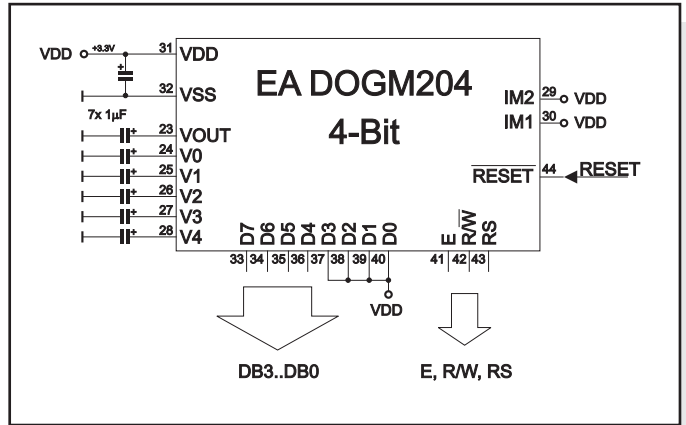 VDD +3.3V 31 VDD
EA DOGM204
4-Bit
32 VSS
7x 1µF
+ 23 VOUT
+ 24 V0
+ 25 V1
+ 26 V2
+ 27 V3
+ 28 V4
IM2 29 VDD
IM1 30 VDD
RESET 44 RESET
D7 D6 D5 D4 D3 D2 D1 D0
33 34 35 36 37 38 39 40
E R/W RS
41 42 43
VDD
DB3..DB0
E, R/W, RS